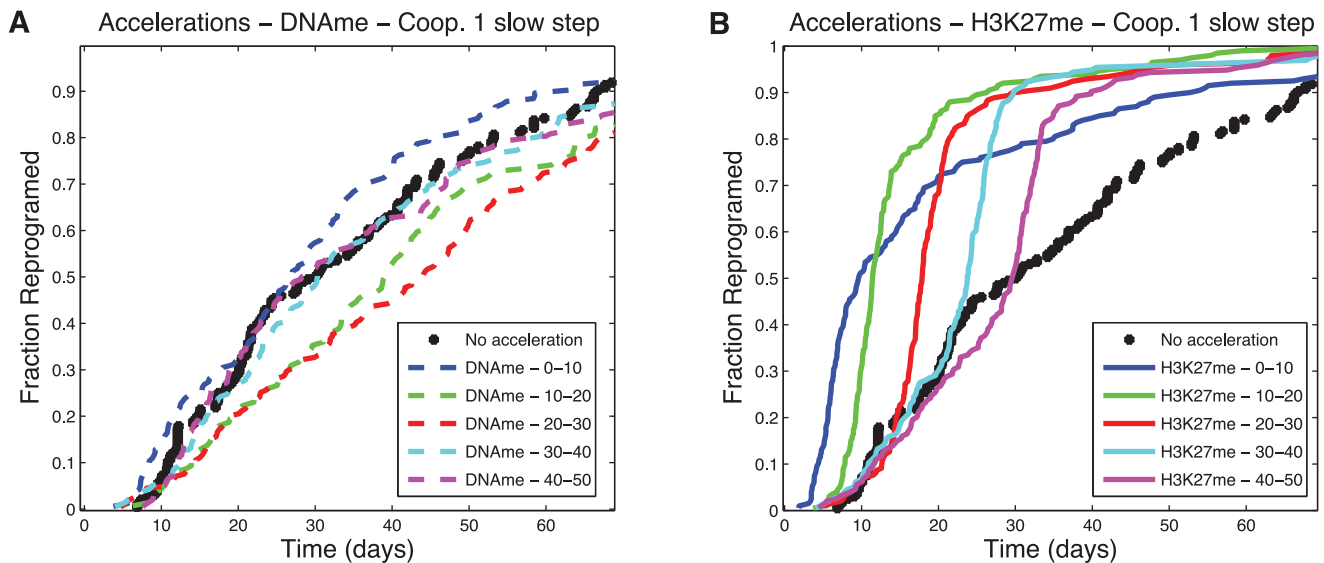 A
Accelerations – DNAme – Coop. 1 slow step
Fraction Reprogramed
0.9
0.8
0.7
0.6
0.5
0.4
0.3
0.2
0.1
0
No acceleration
DNAme – 0–10
DNAme – 10–20
DNAme – 20–30
DNAme – 30–40
DNAme – 40–50
0 10 20 30 40 50 60
Time (days)
B
Accelerations – H3K27me – Coop. 1 slow step
Fraction Reprogramed
1
0.9
0.8
0.7
0.6
0.5
0.4
0.3
0.2
0.1
0
No acceleration
H3K27me – 0–10
H3K27me – 10–20
H3K27me – 20–30
H3K27me – 30–40
H3K27me – 40–50
0 10 20 30 40 50 60
Time (days)